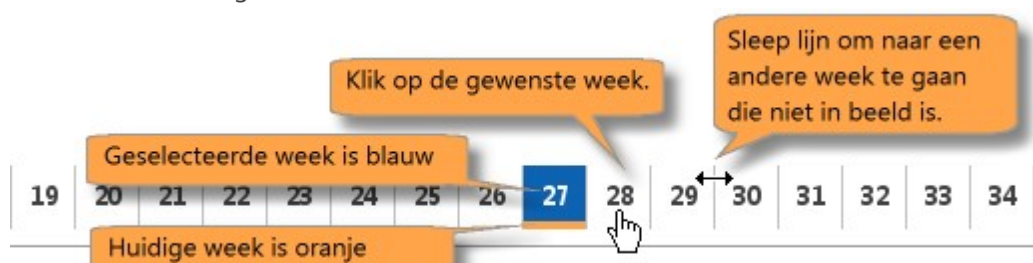 Sleep lijn om naar een
andere week te gaan
die niet in beeld is.
Klik op de gewenste week.
Geselecteerde week is blauw
19 20 21 22 23 24 25 26 27 28 29 30 31 32 33 34
Huidige week is oranje